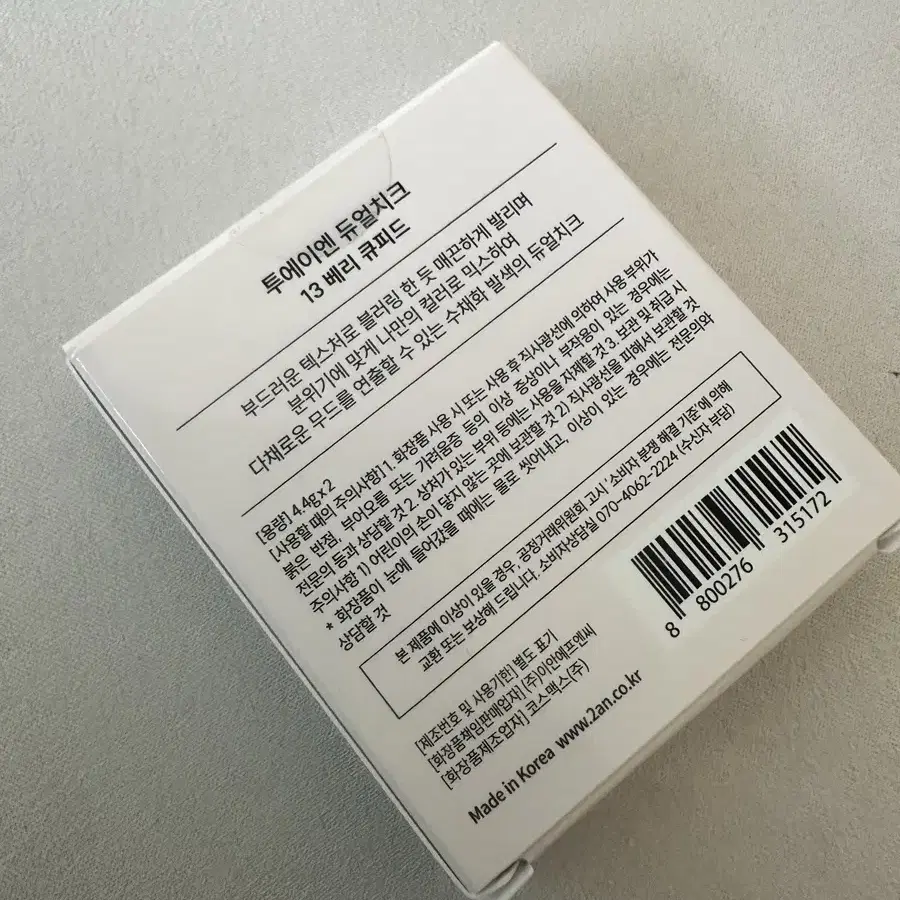 투에이엔 듀얼치크
13 베리 큐피드
부드러운 텍스처로 블러링 한 듯 매끈하게 발리며
분위기에 맞게 나만의 컬러로 믹스하여
다채로운 무드를 연출할 수 있는 수채화 발색의 듀얼치크
[용량] 4.4g x 2
[사용할 때의 주의사항] 1. 화장품 사용 시 또는 사용 후 직사광선에 의하여 사용 부위가
붉은 반점, 부어오름 또는 가려움증 등의 이상 증상이나 부작용이 있는 경우에는
전문의 등과 상담할 것 2. 상처가 있는 부위 등에는 사용을 자제할 것 3. 보관 및 취급 시
주의사항 1) 어린이의 손이 닿지 않는 곳에 보관할 것 2) 직사광선을 피해서 보관할 것
* 화장품이 눈에 들어갔을 때에는 물로 씻어내고, 이상이 있는 경우에는 전문의와
상담할 것
본 제품에 이상이 있을 경우, 공정거래위원회 고시 '소비자 분쟁 해결 기준'에 의해
교환 또는 보상해 드립니다. 소비자상담실 070-4062-2224 (수신자 부담)
[제조번호 및 사용기한] 별도 표기
[화장품책임판매업자] (주)이안에프엔씨
[화장품제조업자] 코스맥스(주)
Made in Korea www.2an.co.kr
8 800276 315172